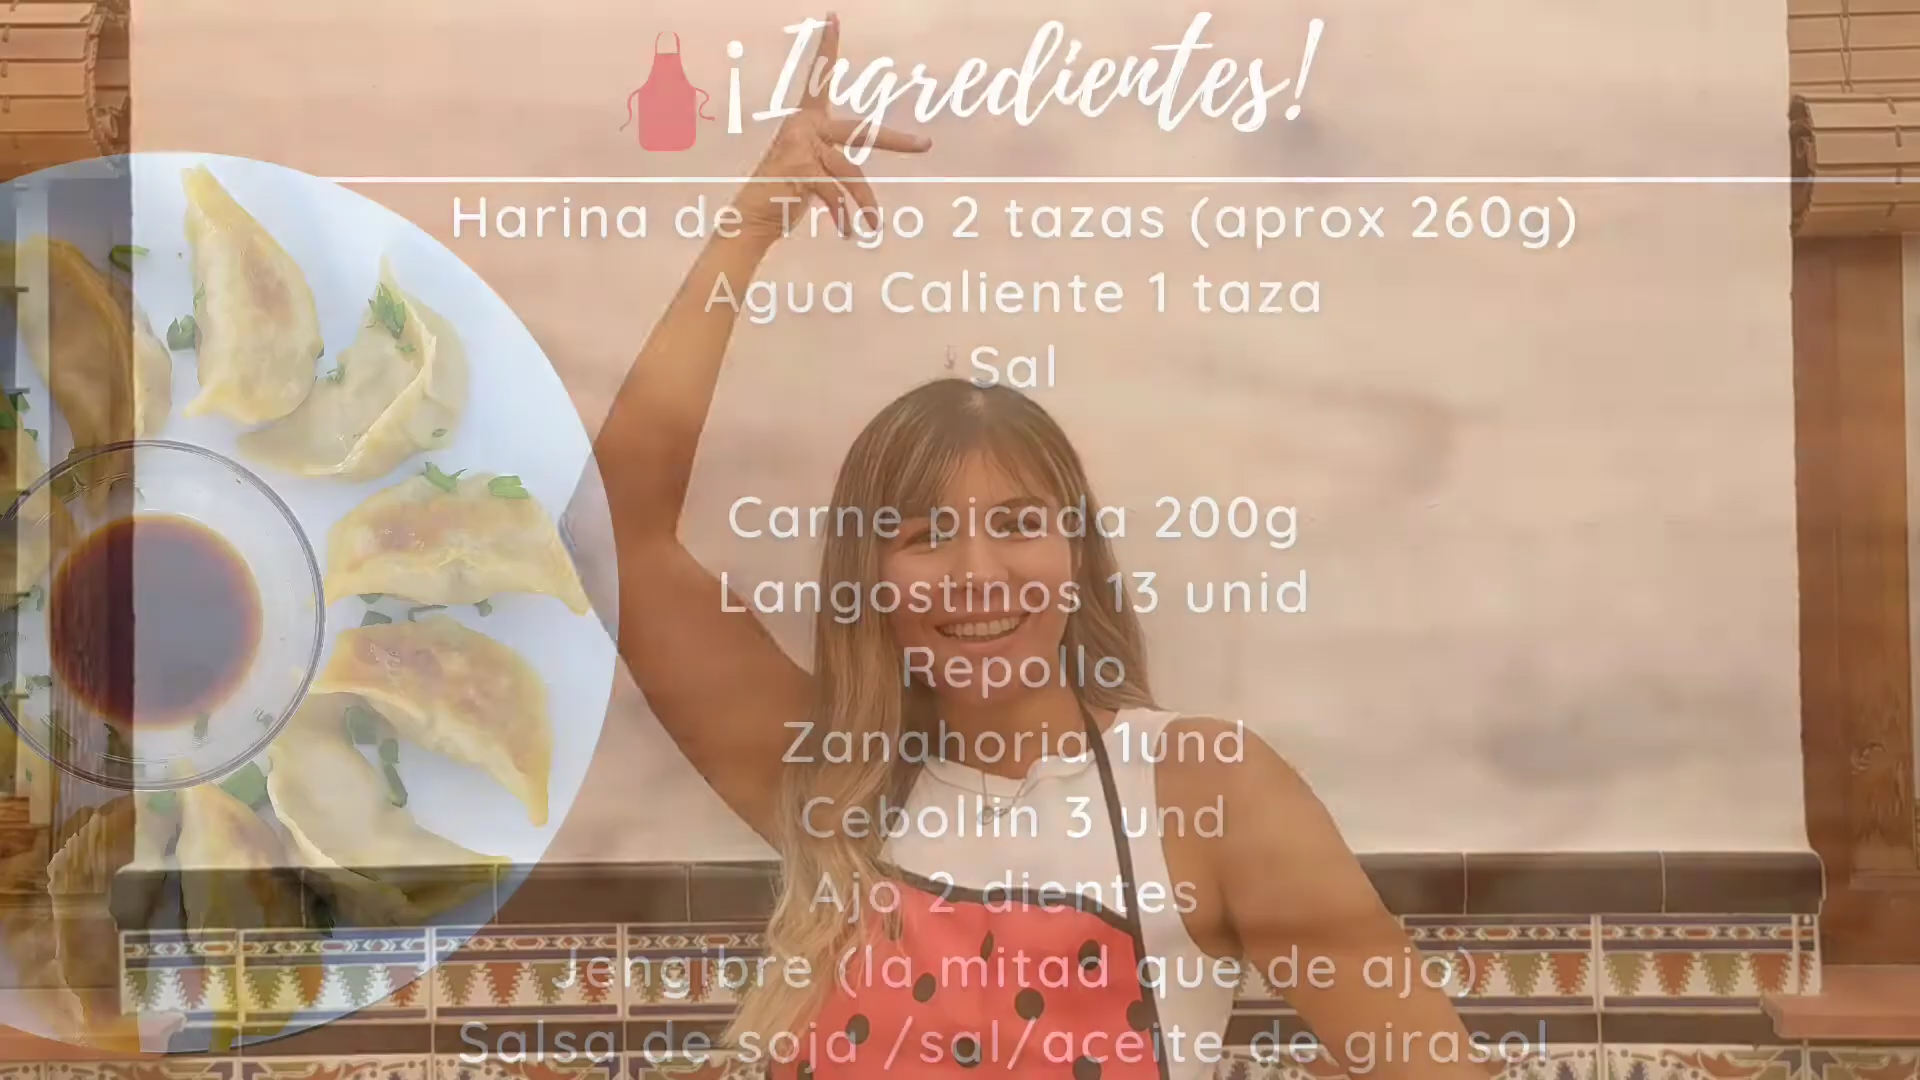 ¡Ingredientes!
Harina de Trigo 2 tazas (aprox 260g)
Agua Caliente 1 taza
Sal
Carne picada 200g
Langostinos 13 unid
Repollo
Zanahoria 1und
Cebollin 3 und
Ajo 2 dientes
Jengibre (la mitad que de ajo)
Salsa de soja /sal/aceite de girasol